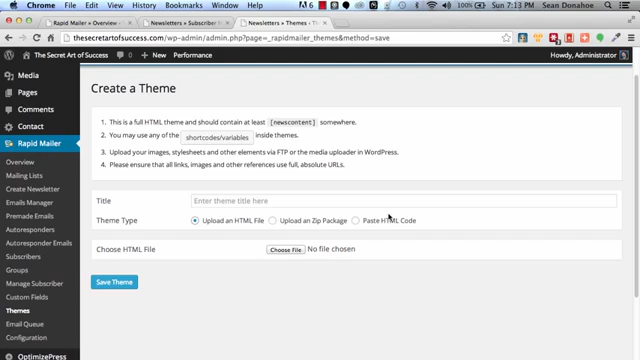 Chrome File Edit View History Bookmarks Window Help
6 100% Sean Donahoe Sun 7:13 PM
Rapid Mailer » Overview ‹ Newsletters » Subscriber Newsletters » Themes ‹ T
thesecretartofsuccess.com/wp-admin/admin.php?page=_rapidmailer_themes&method=save
The Secret Art of Success 0 New Rapid Mailer Howdy, Administrator
Media
Pages
Comments
Contact
Rapid Mailer
Overview
Mailing Lists
Create Newsletter
Emails Manager
Premade Emails
Autoresponders
Autoresponder Emails
Subscribers
Groups
Manage Subscriber
Custom Fields
Themes
Email Queue
Configuration
OptimizePress
Create a Theme
1. This is a full HTML theme and should contain at least [newscontent] somewhere.
2. You may use any of the shortcodes/variables inside themes.
3. Upload your images, stylesheets and other elements via FTP or the media uploader in WordPress.
4. Please ensure that all links, images and other references use full, absolute URLs.
Title Enter theme title here
Theme Type Upload an HTML File Upload an Zip Package Paste HTML Code
Choose HTML File Choose File No file chosen
Save Theme